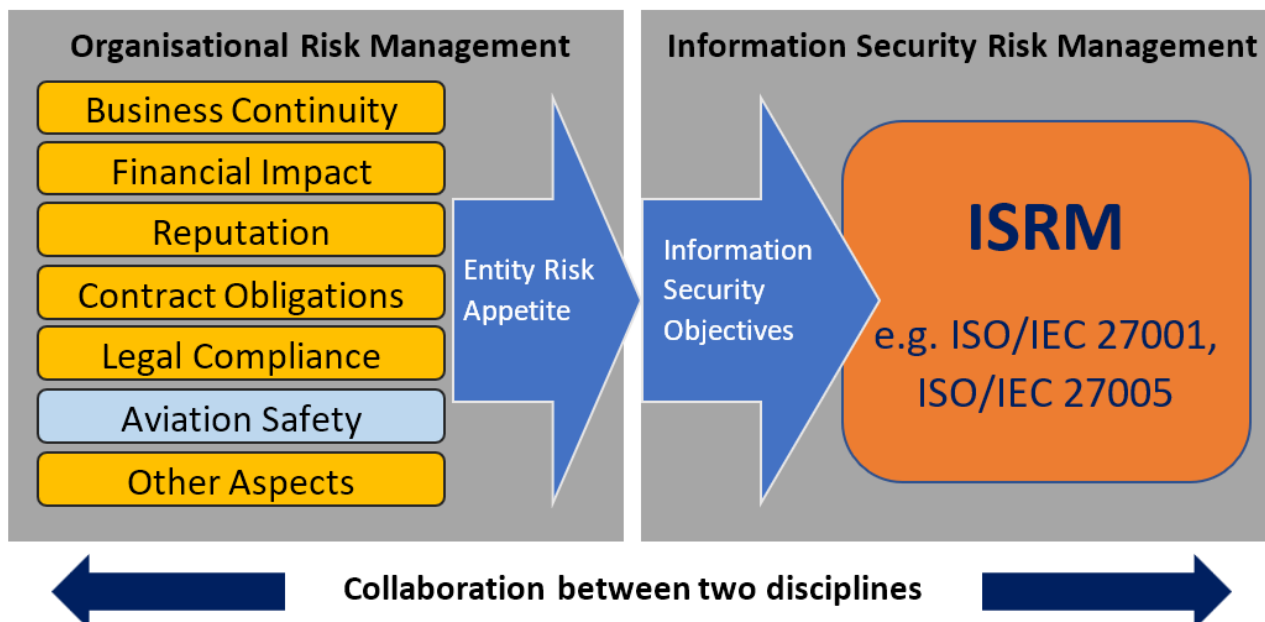 Organisational Risk Management
Business Continuity
Financial Impact
Reputation
Contract Obligations
Legal Compliance
Aviation Safety
Other Aspects
Entity Risk
Appetite
Information Security Risk Management
Information
Security
Objectives
ISRM
e.g. ISO/IEC 27001,
ISO/IEC 27005
Collaboration between two disciplines